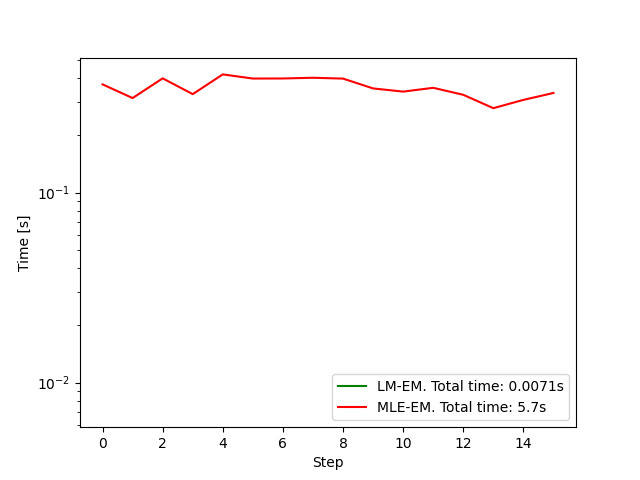 Time [s]
10⁻¹
10⁻²
0 2 4 6 8 10 12 14
Step
LM-EM. Total time: 0.0071s
MLE-EM. Total time: 5.7s